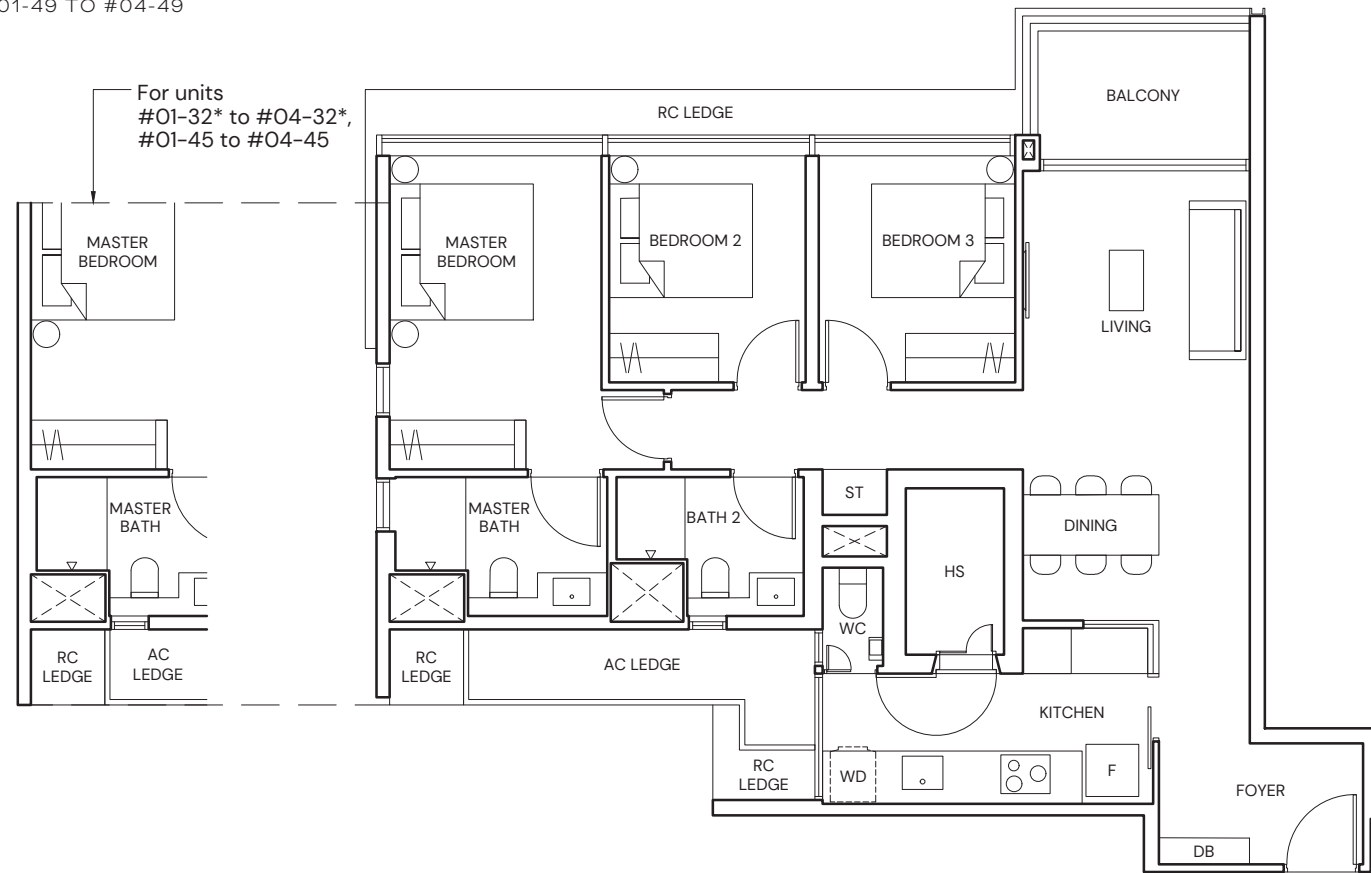 01-49 TO #04-49
For units
#01-32* to #04-32*,
#01-45 to #04-45
BALCONY
RC LEDGE
MASTER
BEDROOM
MASTER
BEDROOM
BEDROOM 2
BEDROOM 3
LIVING
MASTER
BATH
MASTER
BATH
BATH 2
ST
DINING
HS
WC
RC
LEDGE
AC
LEDGE
RC
LEDGE
AC LEDGE
KITCHEN
RC
LEDGE
WD
F
FOYER
DB